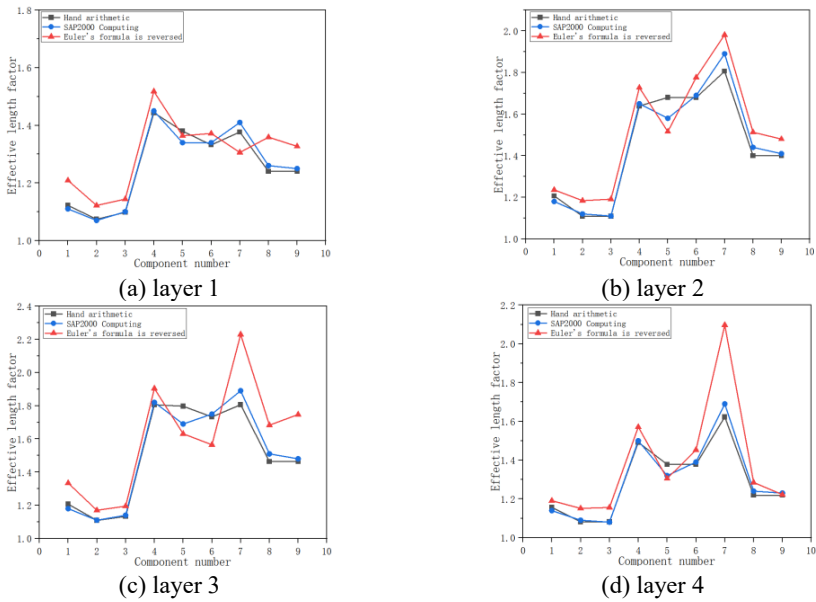 1.8
Hand arithmetic
SAP2000 Computing
Euler's formula is reversed
1.6
1.4
1.2
1.0
Effective length factor
0 1 2 3 4 5 6 7 8 9 10
Component number
(a) layer 1
Hand arithmetic
SAP2000 Computing
Euler's formula is reversed
2.0
1.8
1.6
1.4
1.2
1.0
Effective length factor
0 1 2 3 4 5 6 7 8 9 10
Component number
(b) layer 2
2.4
Hand arithmetic
SAP2000 Computing
Euler's formula is reversed
2.2
2.0
1.8
1.6
1.4
1.2
1.0
Effective length factor
0 1 2 3 4 5 6 7 8 9 10
Component number
(c) layer 3
2.2
Hand arithmetic
SAP2000 Computing
Euler's formula is reversed
2.0
1.8
1.6
1.4
1.2
1.0
Effective length factor
0 1 2 3 4 5 6 7 8 9 10
Component number
(d) layer 4